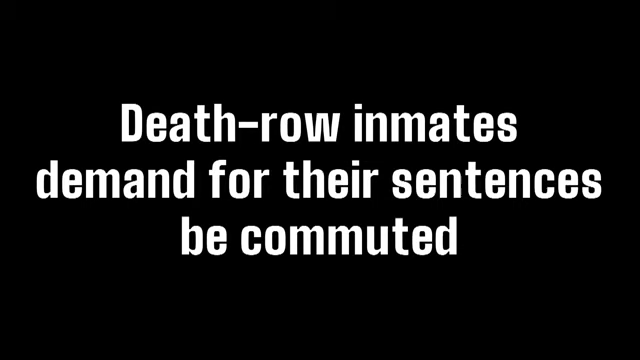 Death-row inmates
demand for their sentences
be commuted